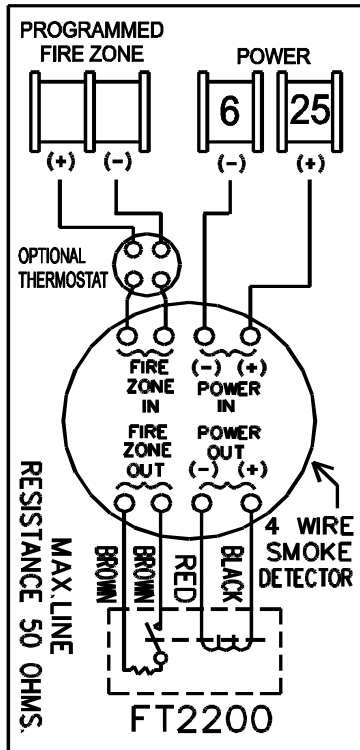 PROGRAMMED
FIRE ZONE
POWER
6
25
(+)
(-)
(-)
(+)
OPTIONAL
THERMOSTAT
FIRE
ZONE
IN
(-) (+)
POWER
IN
FIRE
ZONE
OUT
POWER
OUT
(-) (+)
4 WIRE
SMOKE
DETECTOR
BROWN
BROWN
RED
BLACK
MAX. LINE
RESISTANCE 50 OHMS.
FT2200